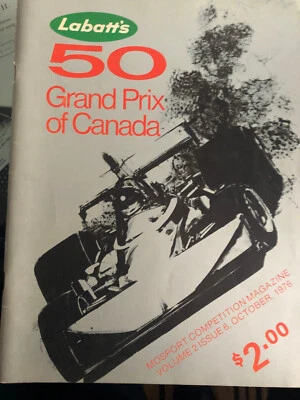 Labatt's
50
Grand Prix
of Canada
MOSPORT COMPETITION MAGAZINE
VOLUME 2 ISSUE 6, OCTOBER, 1976
$2.00